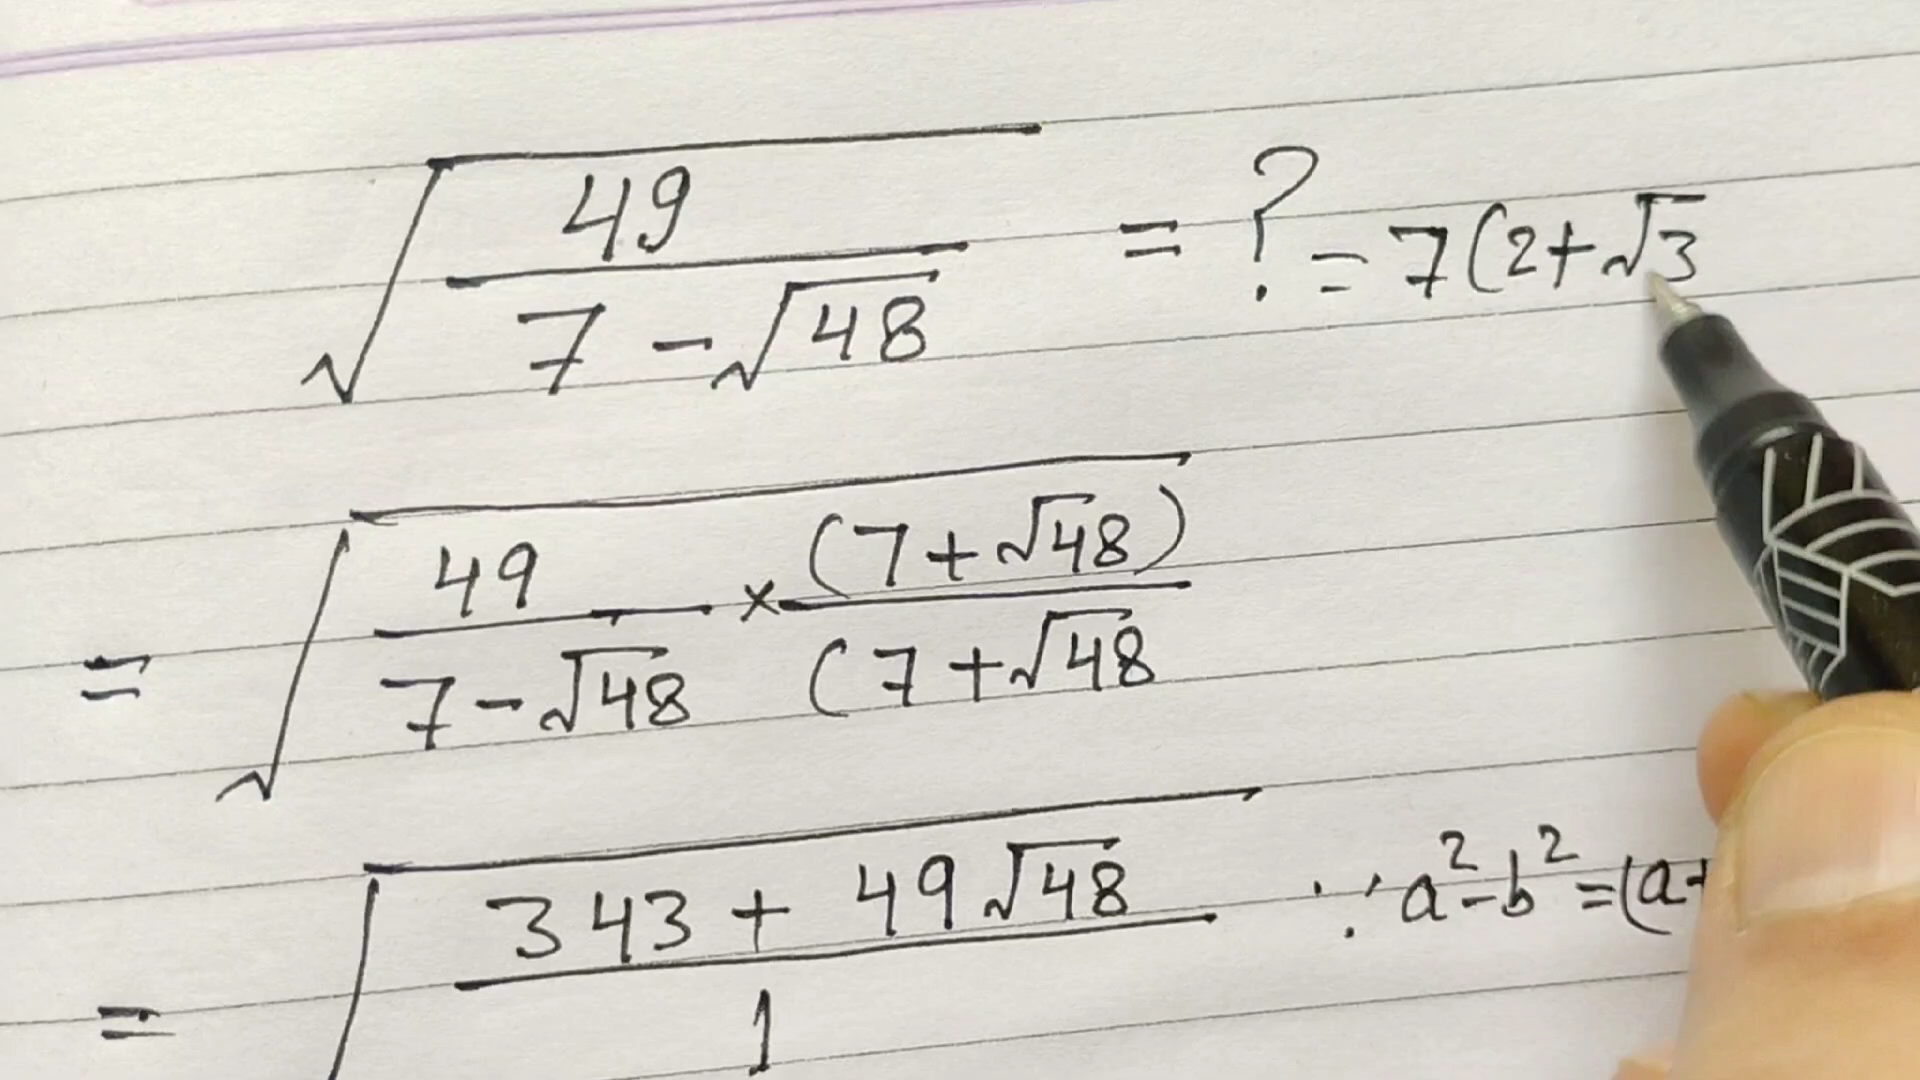 √(49/(7-√48)) = ? = 7(2+√3
= √(49/(7-√48) × (7+√48)/(7+√48)
= √((343+49√48)/1) ∵ a²-b²=(a+